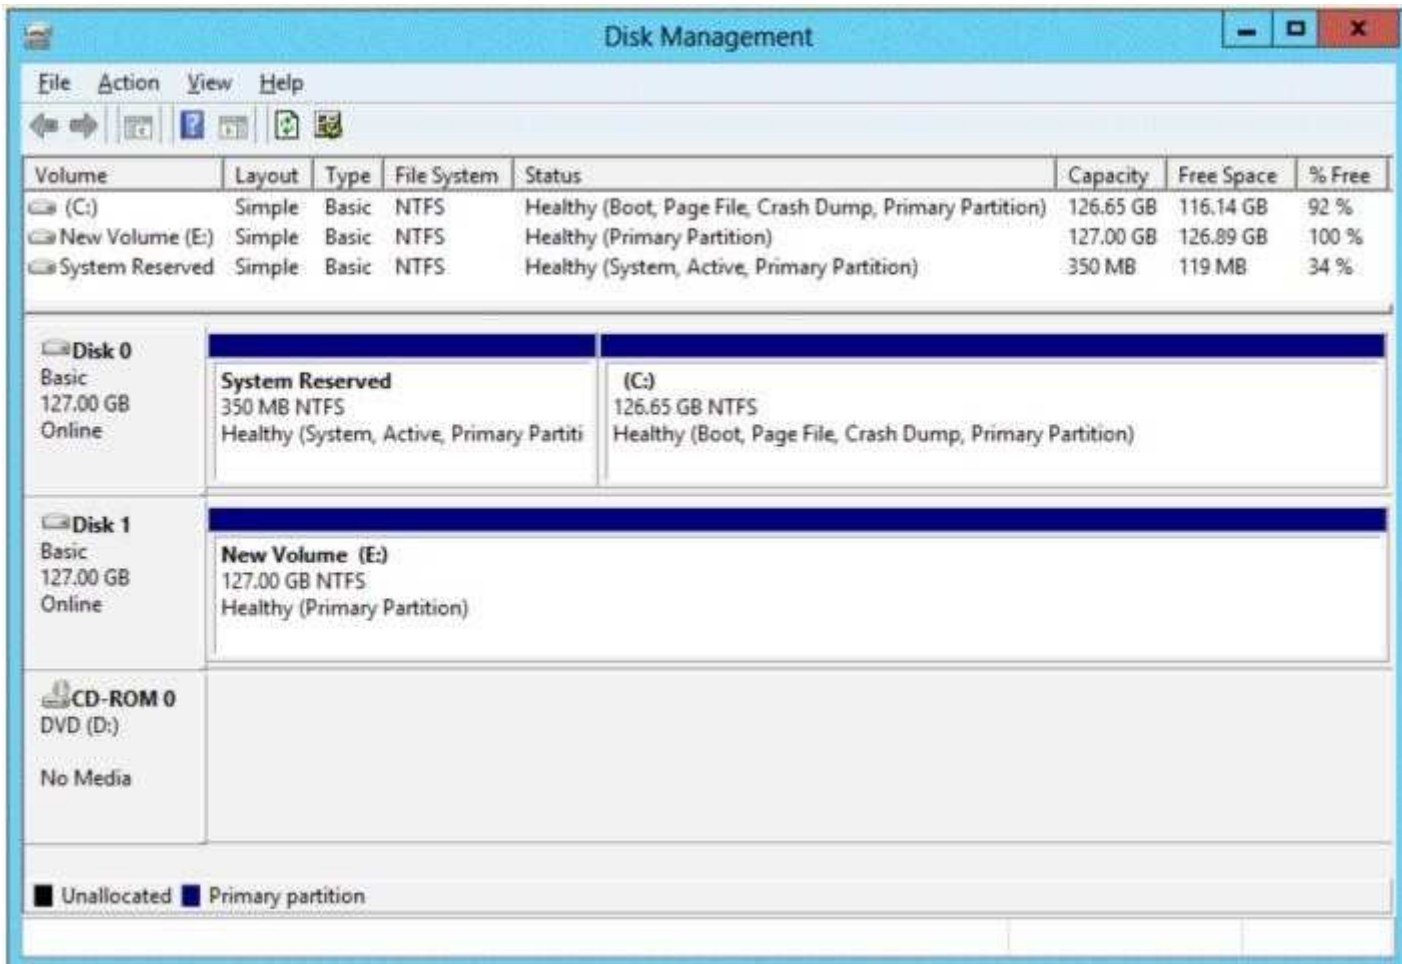 Disk Management
File Action View Help
Volume Layout Type File System Status Capacity Free Space % Free
(C:) Simple Basic NTFS Healthy (Boot, Page File, Crash Dump, Primary Partition) 126.65 GB 116.14 GB 92 %
New Volume (E:) Simple Basic NTFS Healthy (Primary Partition) 127.00 GB 126.89 GB 100 %
System Reserved Simple Basic NTFS Healthy (System, Active, Primary Partition) 350 MB 119 MB 34 %
Disk 0
Basic
127.00 GB
Online
System Reserved
350 MB NTFS
Healthy (System, Active, Primary Partiti
(C:)
126.65 GB NTFS
Healthy (Boot, Page File, Crash Dump, Primary Partition)
Disk 1
Basic
127.00 GB
Online
New Volume (E:)
127.00 GB NTFS
Healthy (Primary Partition)
CD-ROM 0
DVD (D:)
No Media
Unallocated Primary partition